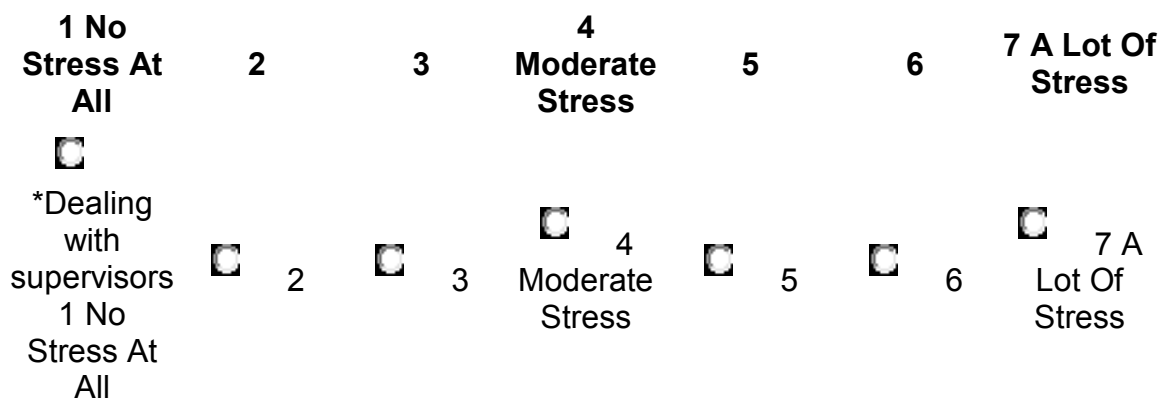 1 No
Stress At
All
2
3
4
Moderate
Stress
5
6
7 A Lot Of
Stress
*Dealing
with
supervisors
1 No
Stress At
All
2
3
4
Moderate
Stress
5
6
7 A
Lot Of
Stress